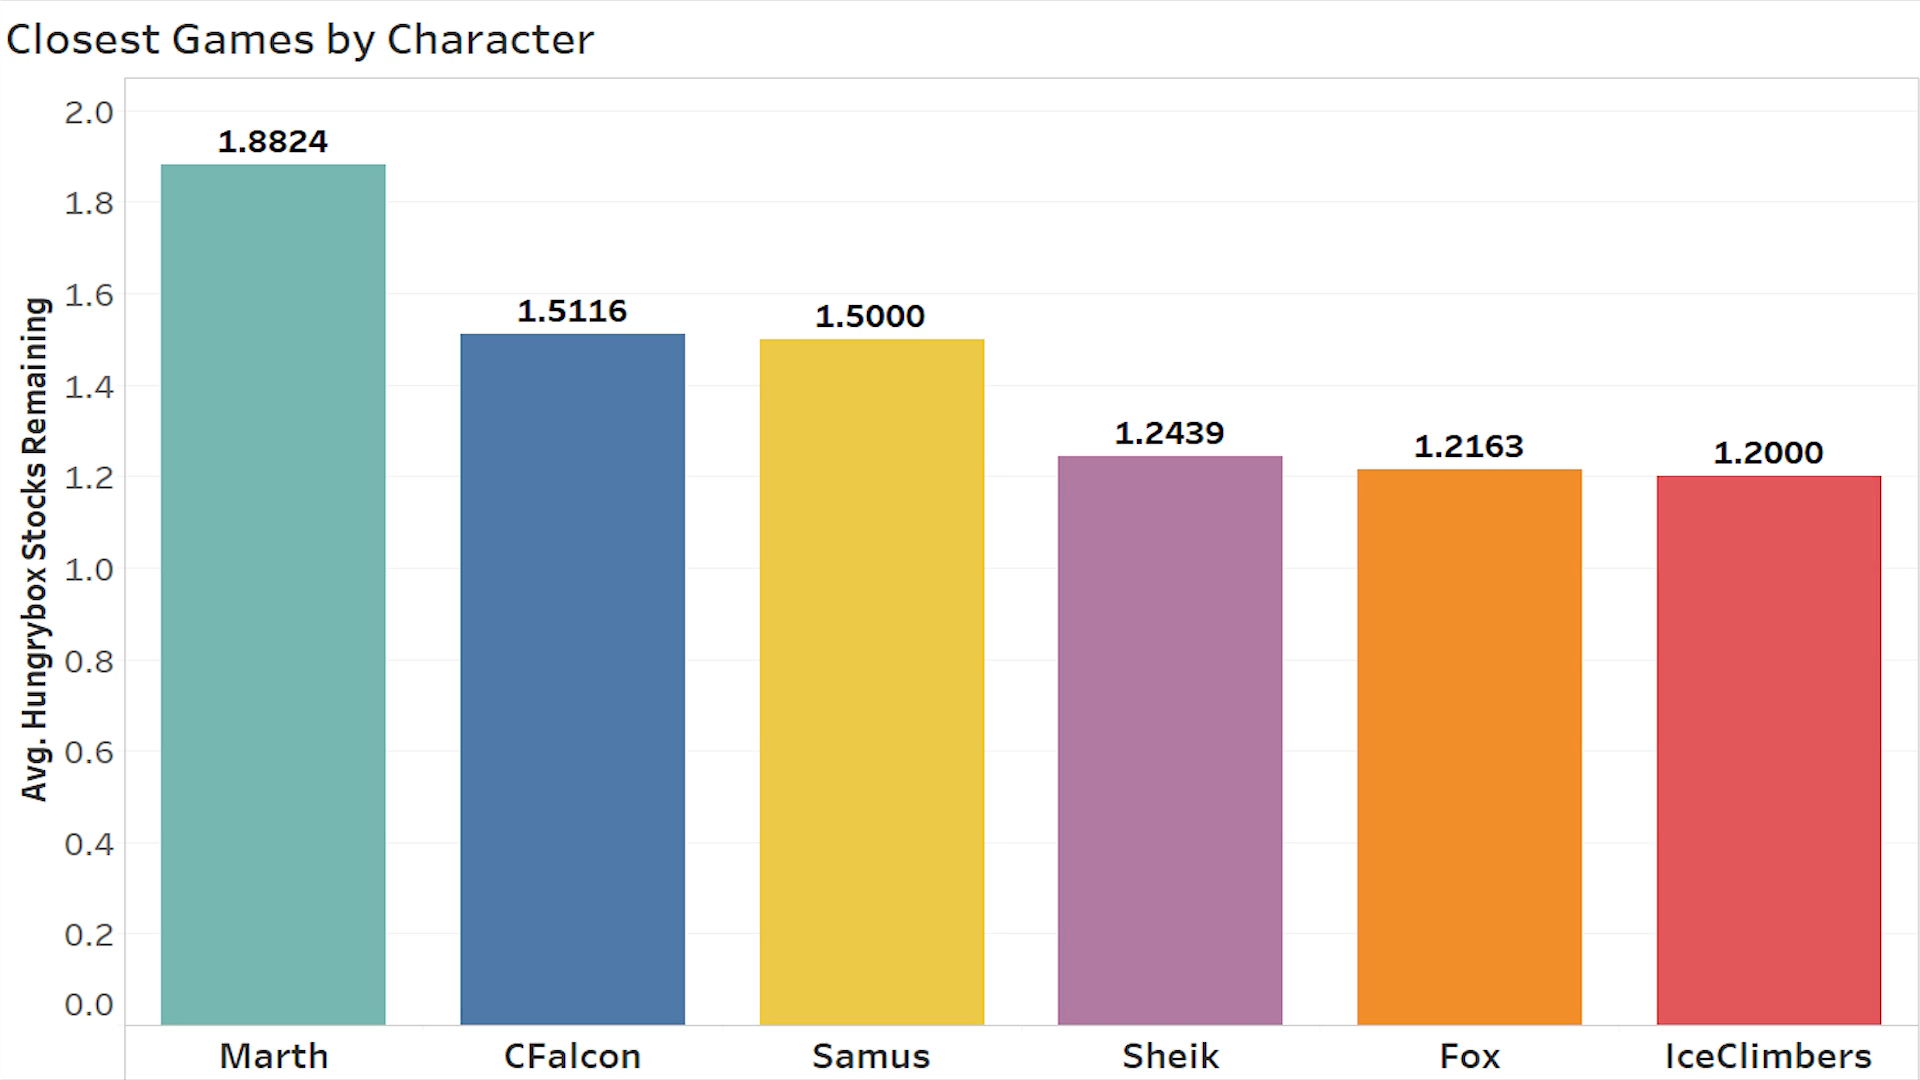 Closest Games by Character
Avg. Hungrybox Stocks Remaining
2.0
1.8
1.6
1.4
1.2
1.0
0.8
0.6
0.4
0.2
0.0
1.8824
1.5116
1.5000
1.2439
1.2163
1.2000
Marth
CFalcon
Samus
Sheik
Fox
IceClimbers